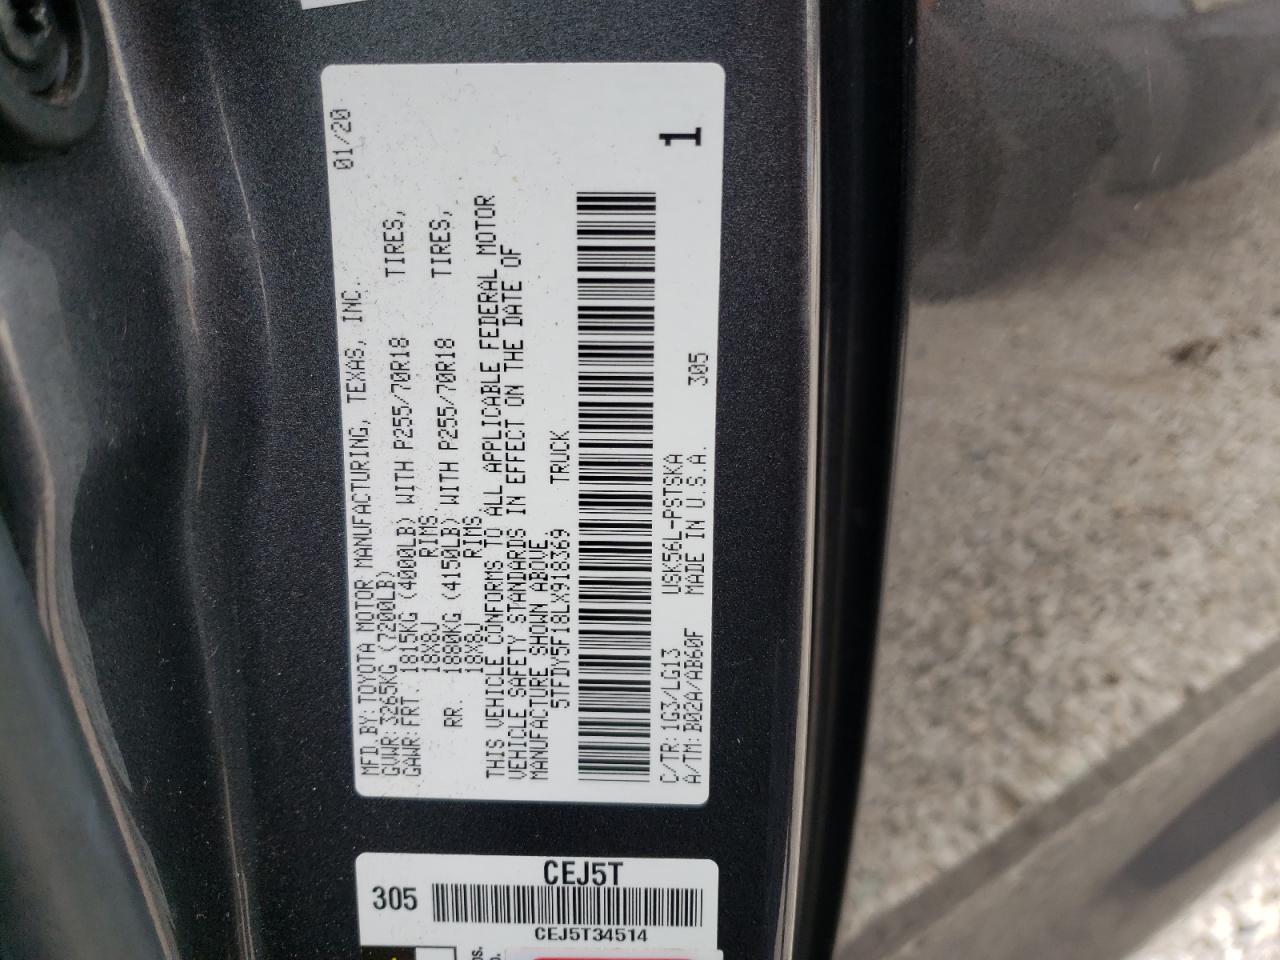 MFD.BY:TOYOTA MOTOR MANUFACTURING, TEXAS, INC. 01/20
GVWR:3265KG(7200LB)
GAWR:FRT. 1815KG (4000LB) WITH P255/70R18 TIRES,
18X8J RIMS
RR. 1880KG (4150LB) WITH P255/70R18 TIRES,
18X8J RIMS,
THIS VEHICLE CONFORMS TO ALL APPLICABLE FEDERAL MOTOR
VEHICLE SAFETY STANDARDS IN EFFECT ON THE DATE OF
MANUFACTURE SHOWN ABOVE.
5TFDY5F18LX918369 TRUCK
1
C/TR:1G3/LG13 USK56L-PSTSKA
A/TM:B02A/AB60F MADE IN U.S.A. 305
CEJ5T
305
CEJ5T34514